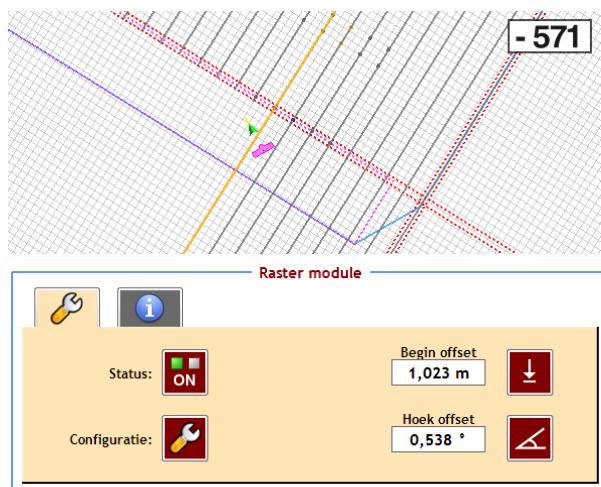 - 571
Raster module
Status:
ON
Begin offset
1,023 m
Configuratie:
Hoek offset
0,538 °